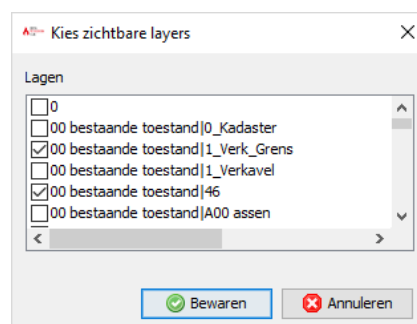 Kies zichtbare layers
Lagen
0
00 bestaande toestand|0_Kadaster
00 bestaande toestand|1_Verk_Grens
00 bestaande toestand|1_Verkavel
00 bestaande toestand|46
00 bestaande toestand|A00 assen
Bewaren
Annuleren